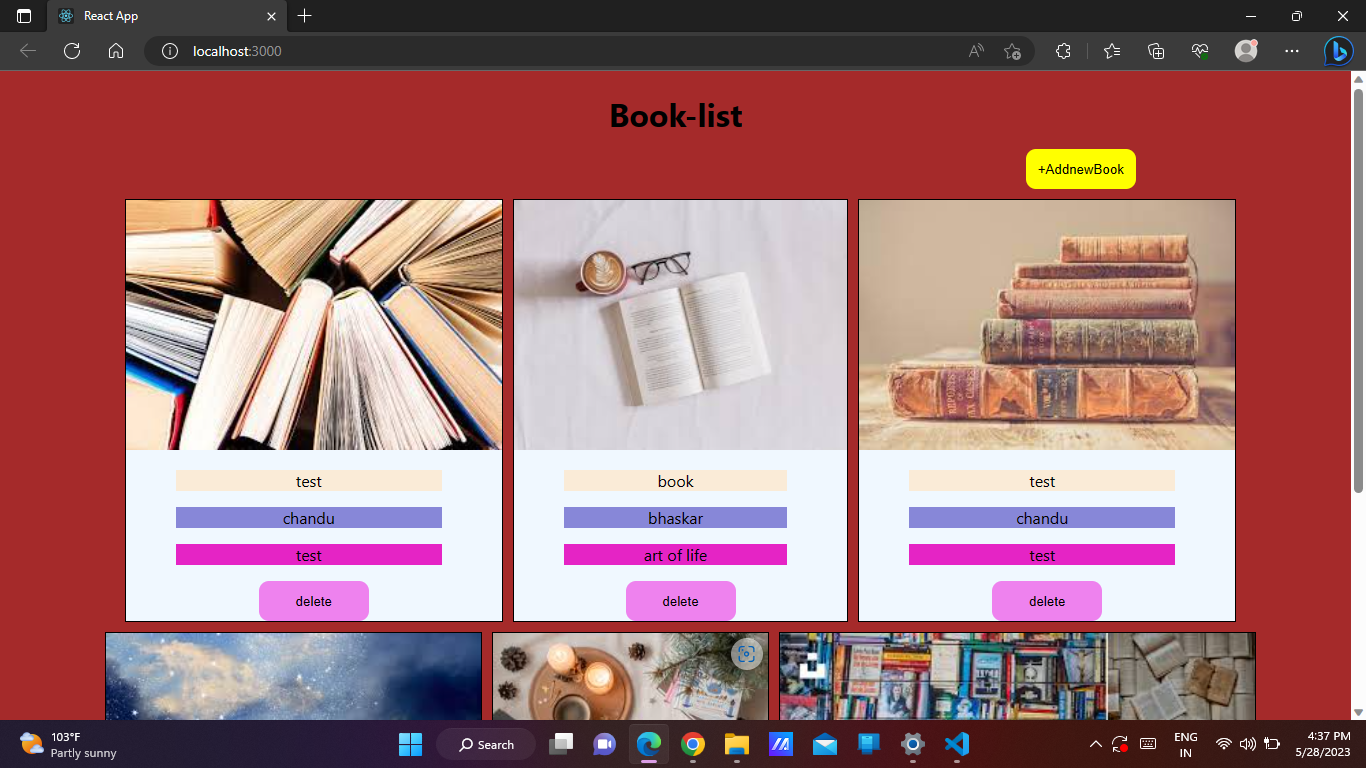 React App
localhost:3000
Book-list
+AddnewBook
test
chandu
test
delete
book
bhaskar
art of life
delete
test
chandu
test
delete
103°F
Partly sunny
Search
ENG
IN
4:37 PM
5/28/2023